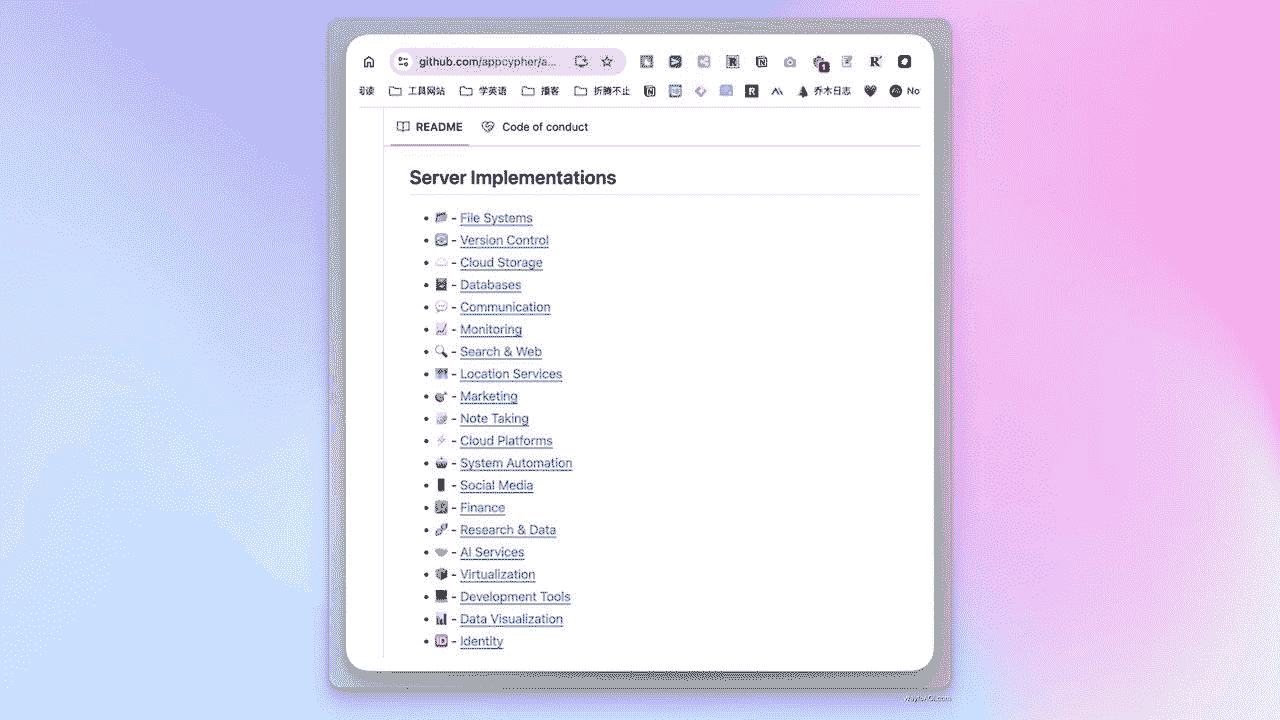 github.com/appcypher/a...
阅读 工具网站 学英语 播客 折腾不止 乔木日志 No
README Code of conduct
Server Implementations
- File Systems
- Version Control
- Cloud Storage
- Databases
- Communication
- Monitoring
- Search & Web
- Location Services
- Marketing
- Note Taking
- Cloud Platforms
- System Automation
- Social Media
- Finance
- Research & Data
- AI Services
- Virtualization
- Development Tools
- Data Visualization
- Identity